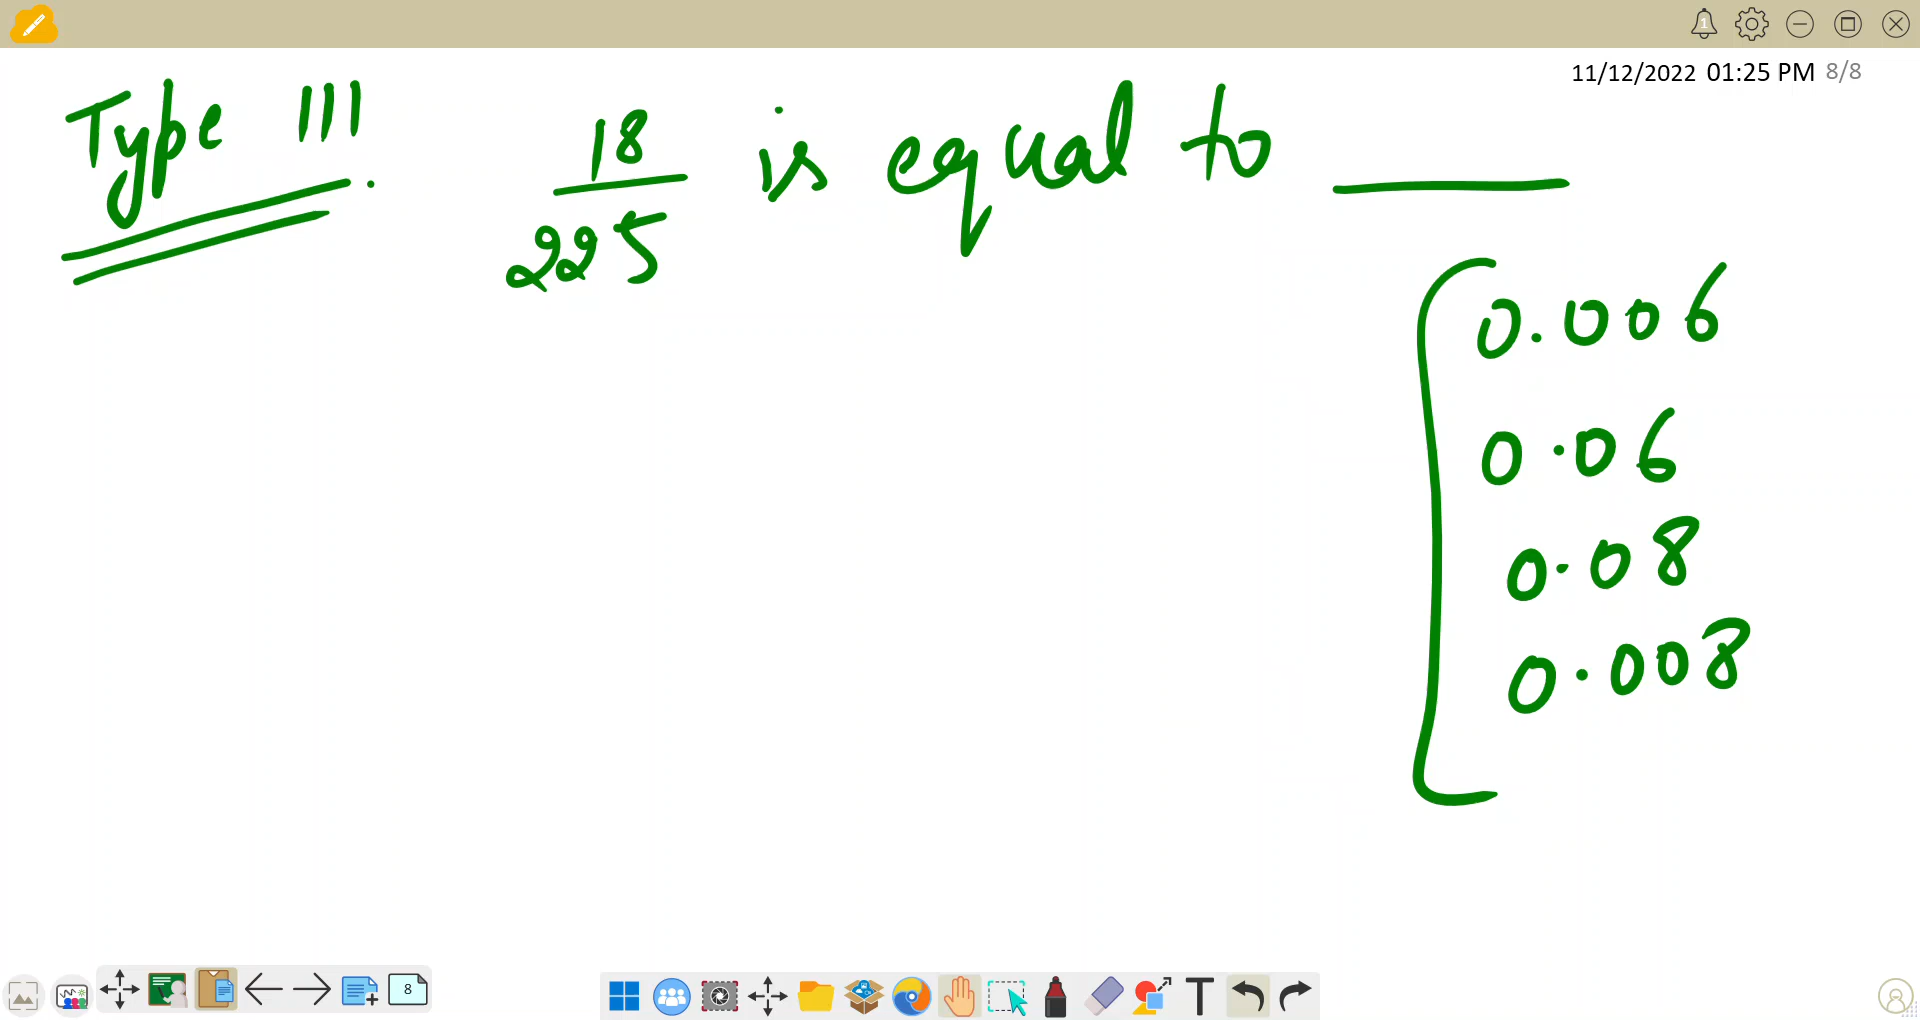 11/12/2022 01:25 PM 8/8
Type III.
18/225 is equal to ____
0.006
0.06
0.08
0.008
8